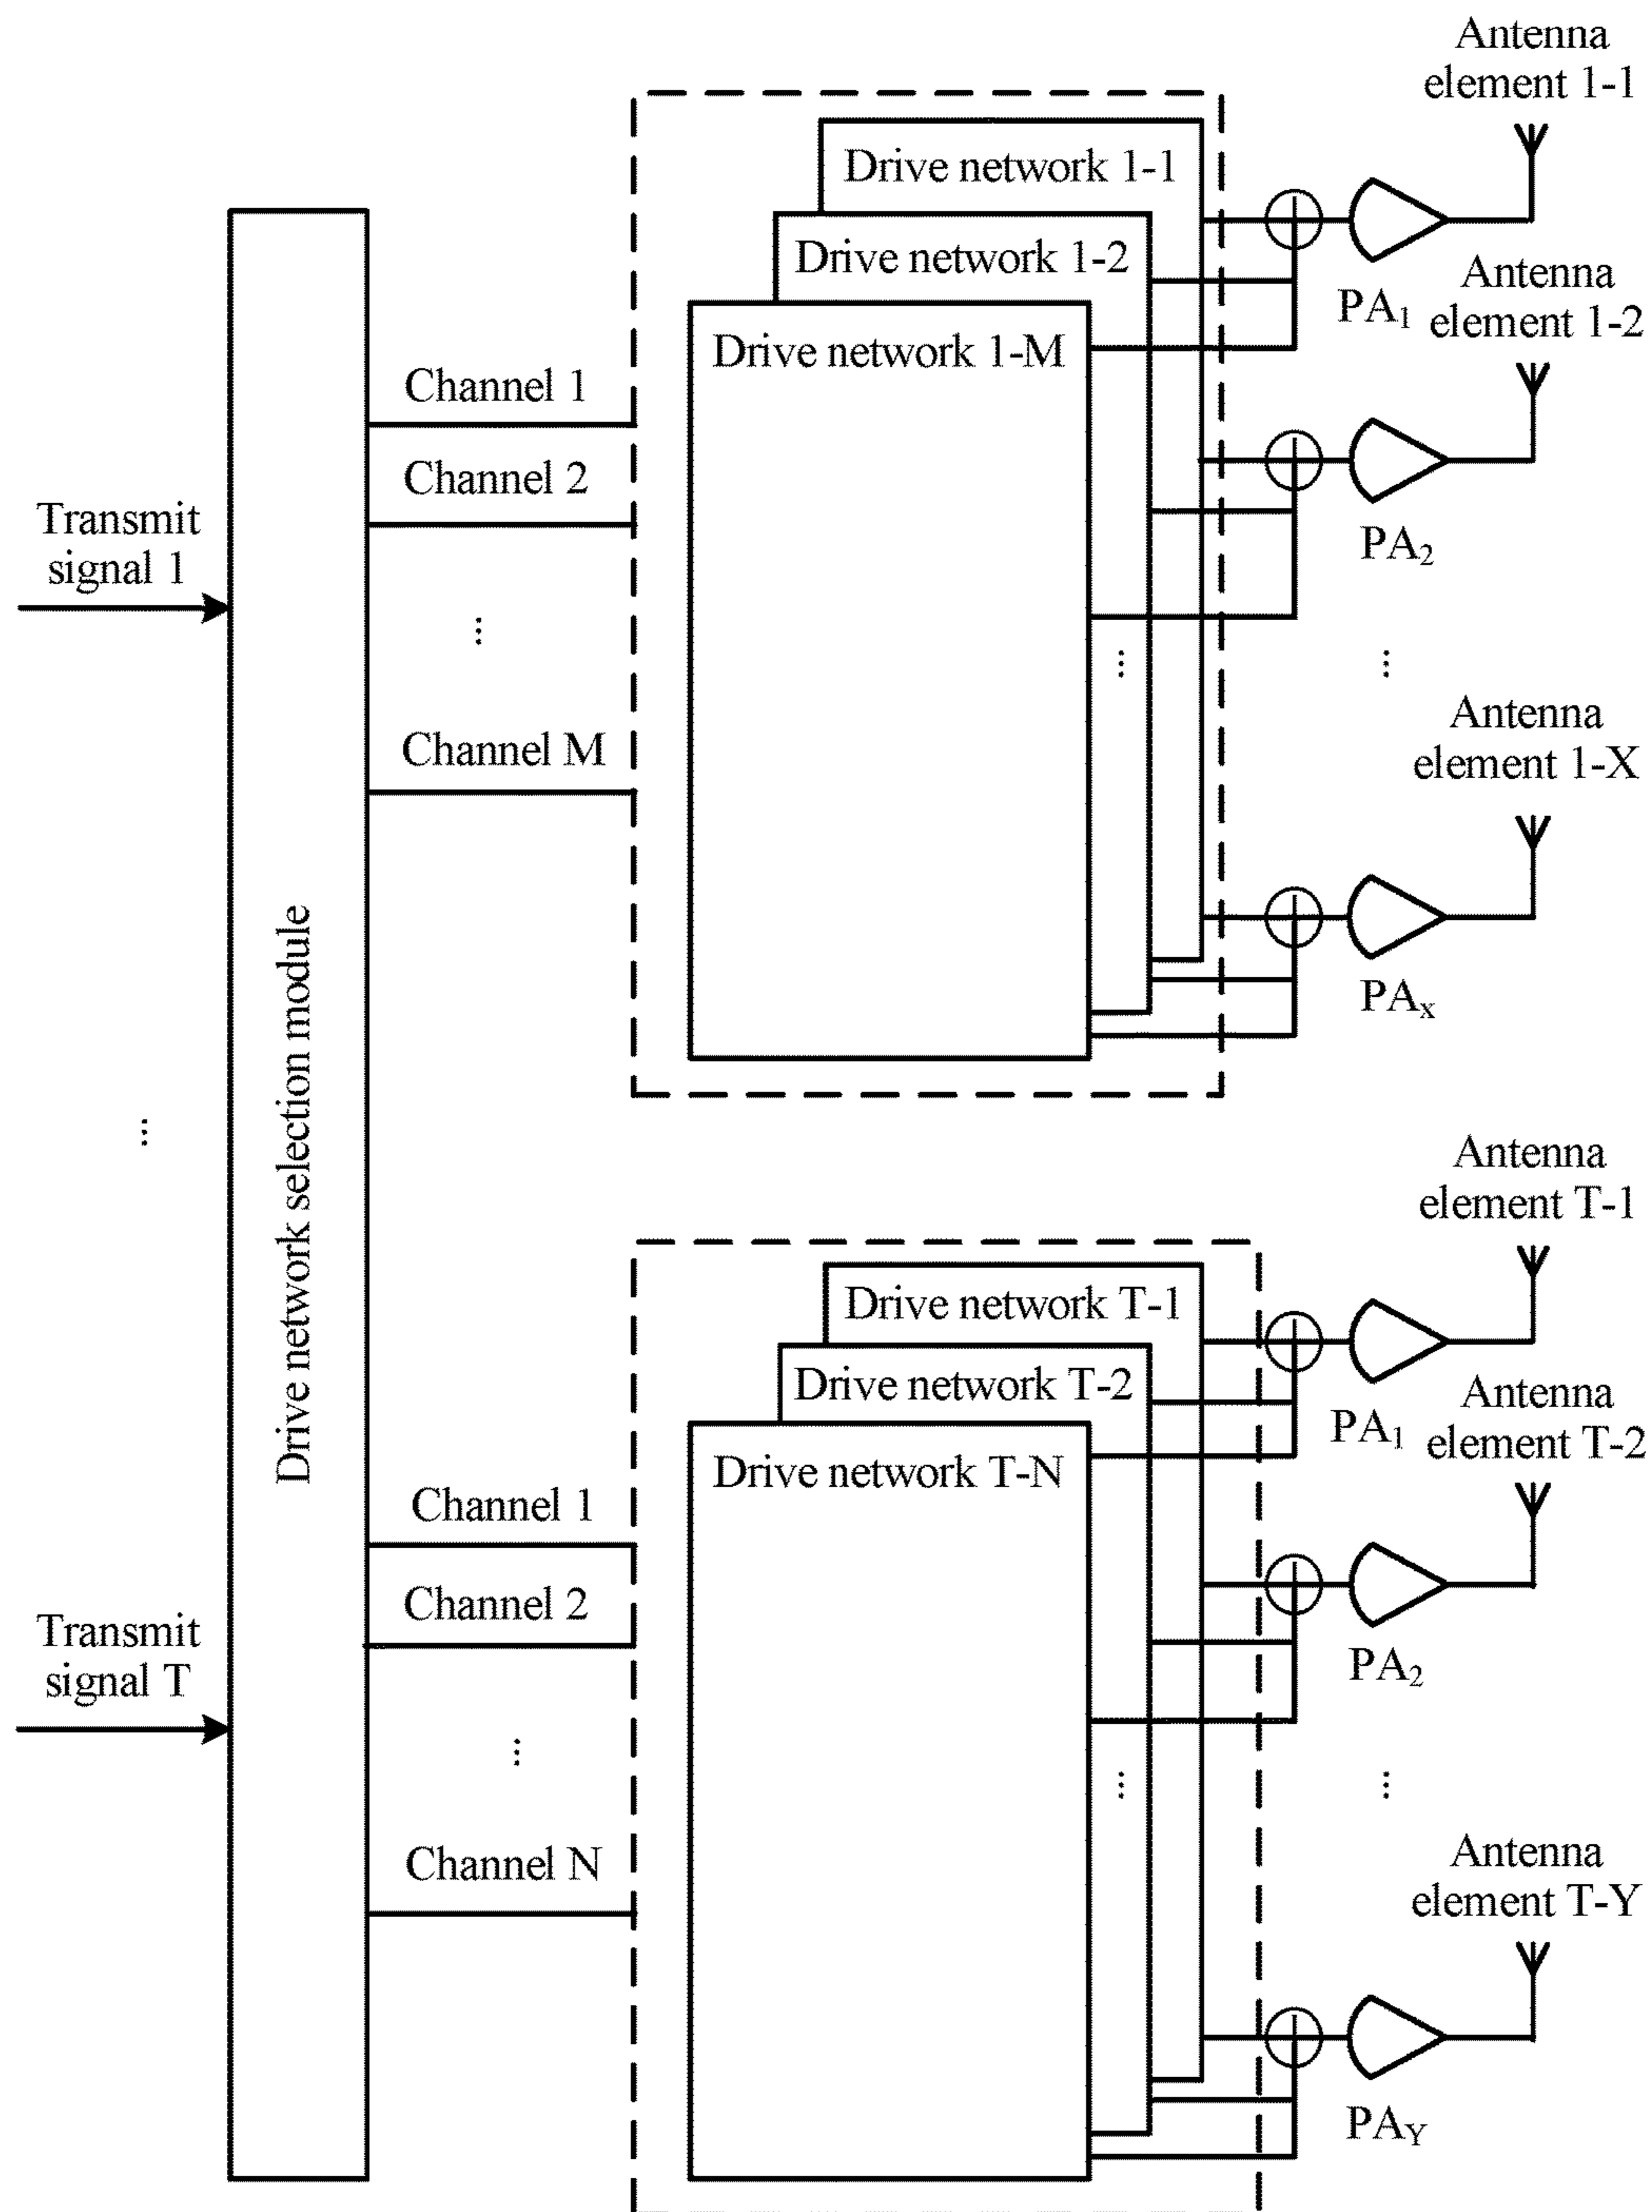 Antenna
element 1-1
Drive network 1-1
Drive network 1-2
Drive network 1-M
PA₁
Antenna
element 1-2
Channel 1
Channel 2
⋮
Channel M
Transmit
signal 1
PA₂
⋮
⋮
Antenna
element 1-X
PAₓ
Drive network selection module
⋮
Antenna
element T-1
Drive network T-1
Drive network T-2
Drive network T-N
PA₁
Antenna
element T-2
Channel 1
Channel 2
⋮
Channel N
Transmit
signal T
PA₂
⋮
⋮
Antenna
element T-Y
PA_Y